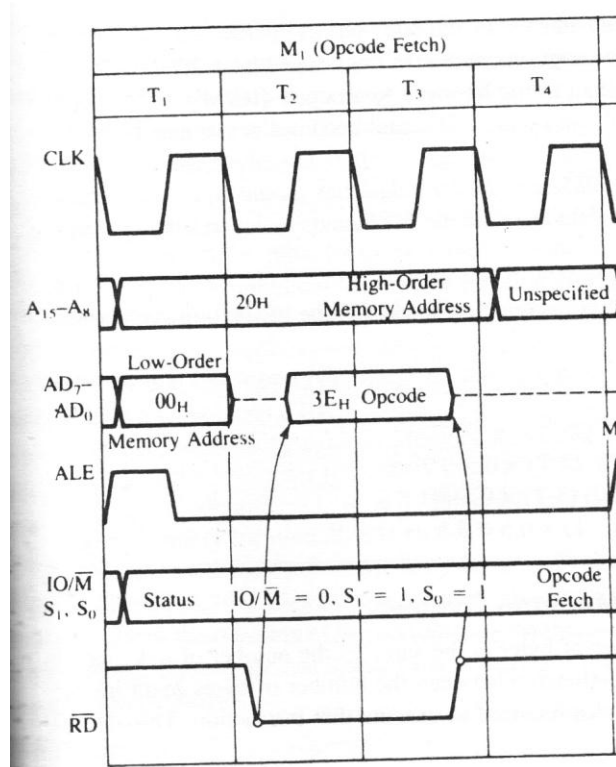 M₁ (Opcode Fetch)
T₁ T₂ T₃ T₄
CLK
A₁₅–A₈ 20H High-Order Memory Address Unspecified
Low-Order
AD₇–AD₀ 00H 3EH Opcode
Memory Address M
ALE
IO/M̅ S₁, S₀ Status IO/M̅ = 0, S₁ = 1, S₀ = 1 Opcode Fetch
R̅D̅